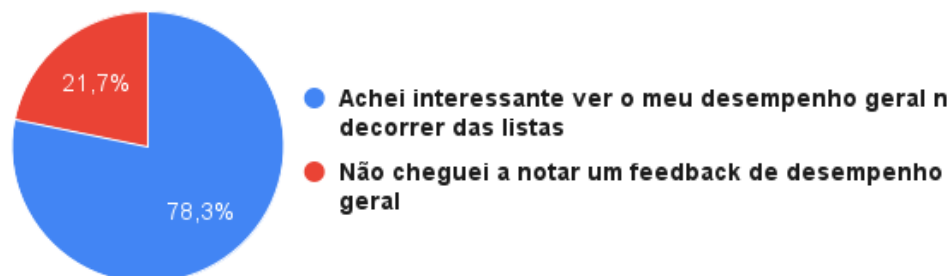 21,7%
78,3%
Achei interessante ver o meu desempenho geral n
decorrer das listas
Não cheguei a notar um feedback de desempenho
geral